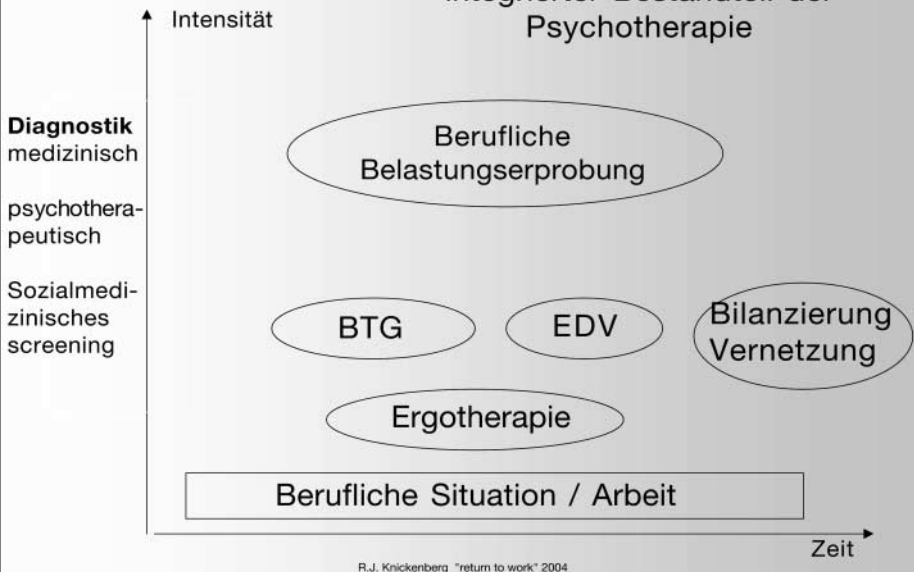 Psychotherapie
Intensität
Diagnostik
medizinisch
psychothera-
peutisch
Sozialmedi-
zinisches
screening
Berufliche
Belastungserprobung
BTG
EDV
Bilanzierung
Vernetzung
Ergotherapie
Berufliche Situation / Arbeit
Zeit
R.J. Knickenberg "return to work" 2004